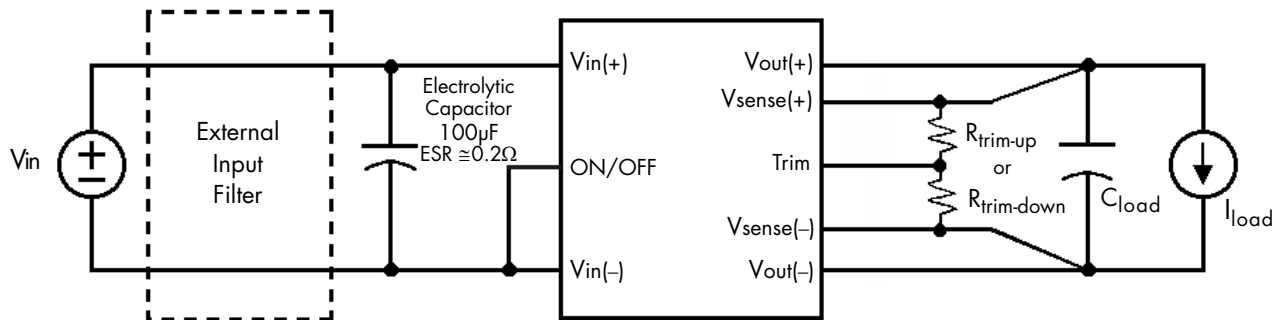 Vin
External
Input
Filter
Electrolytic
Capacitor
100µF
ESR ≅0.2Ω
Vin(+)
ON/OFF
Vin(–)
Vout(+)
Vsense(+)
Trim
Vsense(–)
Vout(–)
Rtrim-up
or
Rtrim-down
Cload
Iload